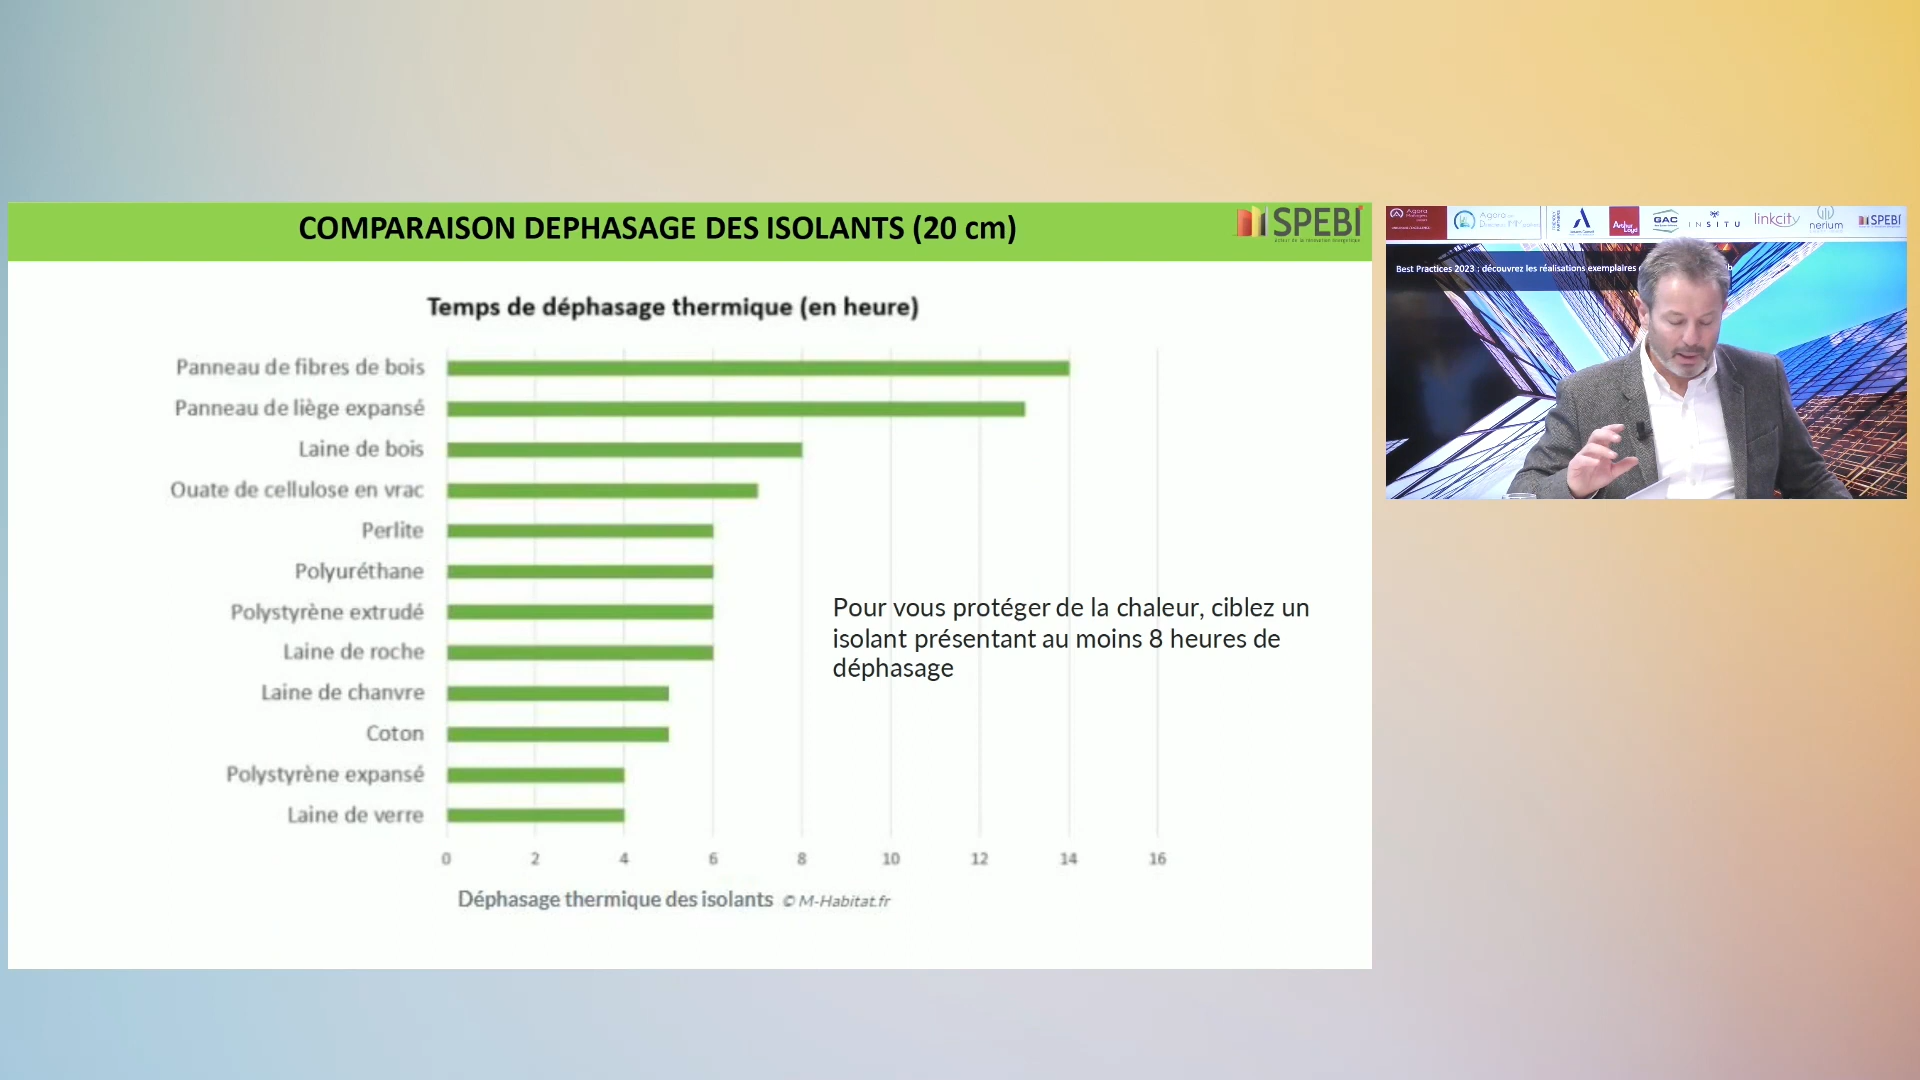 COMPARAISON DEPHASAGE DES ISOLANTS (20 cm)
SPEBI
Temps de déphasage thermique (en heure)
Panneau de fibres de bois
Panneau de liège expansé
Laine de bois
Ouate de cellulose en vrac
Perlite
Polyuréthane
Polystyrène extrudé
Laine de roche
Laine de chanvre
Coton
Polystyrène expansé
Laine de verre
0 2 4 6 8 10 12 14 16
Pour vous protéger de la chaleur, ciblez un
isolant présentant au moins 8 heures de
déphasage
Déphasage thermique des isolants © M-Habitat.fr
Agora
Agora
Arthur Loyd
GAC
INSITU
linkcity
nerium
SPEBI
Best Practices 2023 : découvrez les réalisations exemplaires